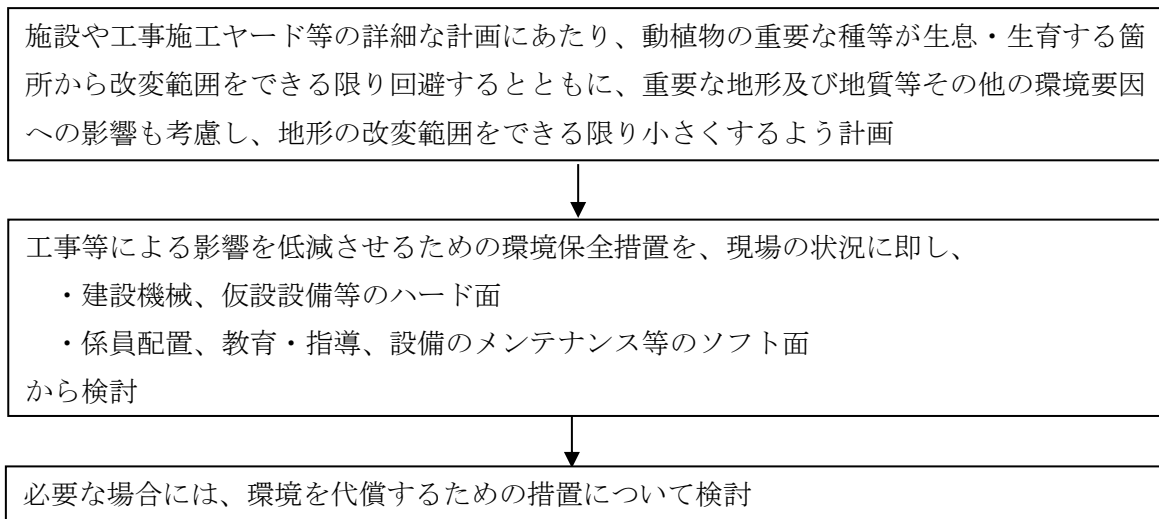 施設や工事施工ヤード等の詳細な計画にあたり、動植物の重要な種等が生息・生育する箇
所から改変範囲をできる限り回避するとともに、重要な地形及び地質等その他の環境要因
への影響も考慮し、地形の改変範囲をできる限り小さくするよう計画
工事等による影響を低減させるための環境保全措置を、現場の状況に即し、
・建設機械、仮設設備等のハード面
・係員配置、教育・指導、設備のメンテナンス等のソフト面
から検討
必要な場合には、環境を代償するための措置について検討